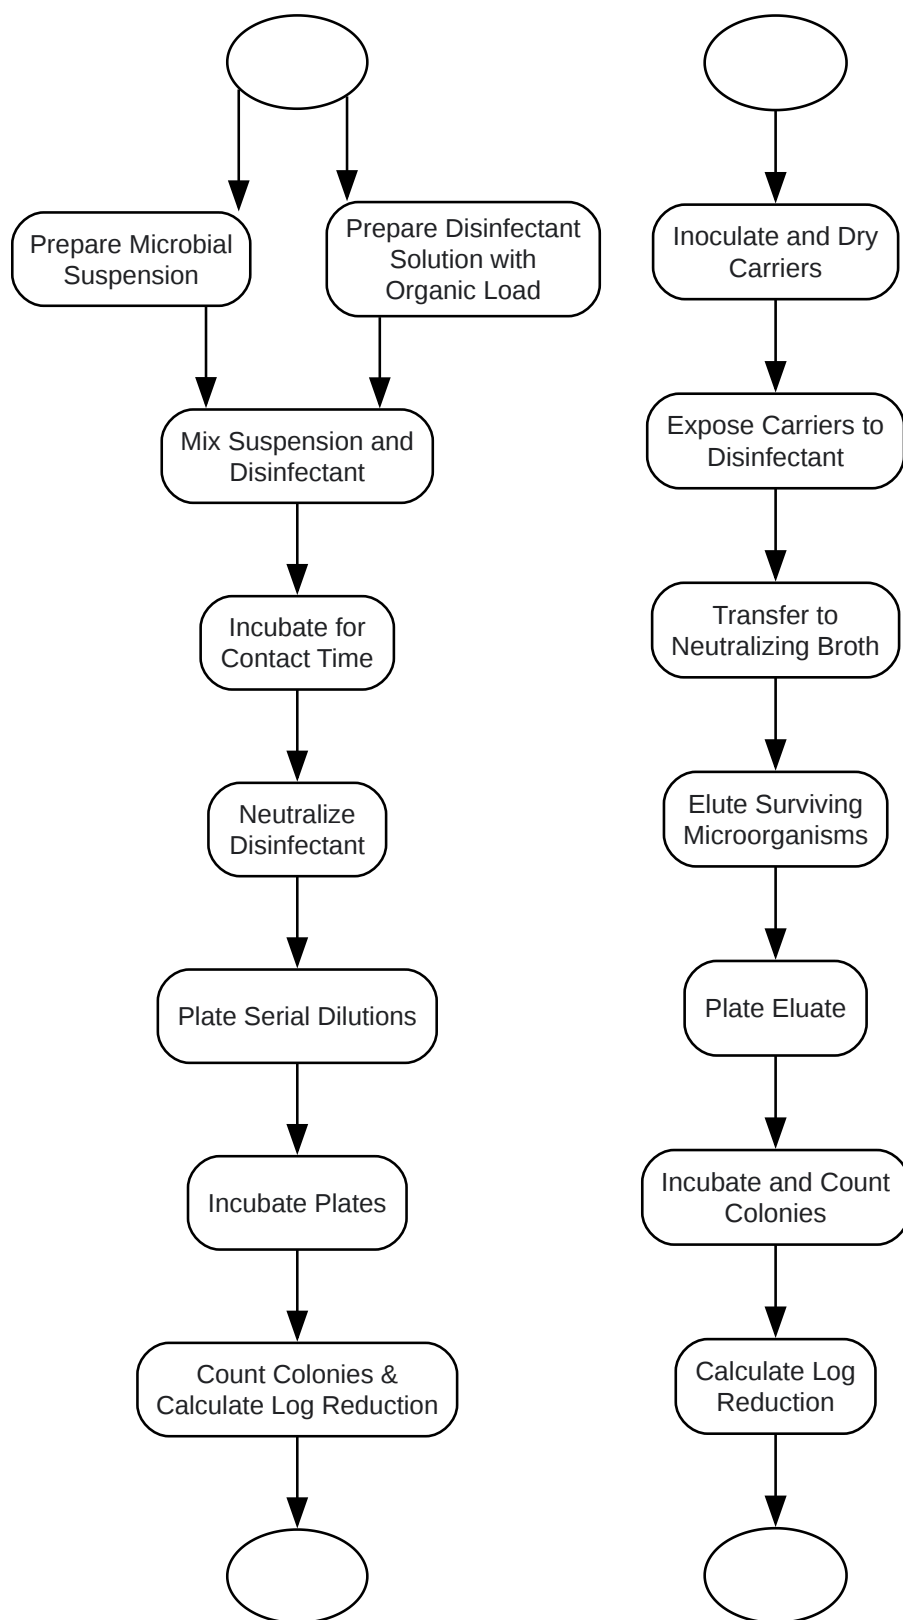 Prepare Microbial
Suspension
Prepare Disinfectant
Solution with
Organic Load
Mix Suspension and
Disinfectant
Incubate for
Contact Time
Neutralize
Disinfectant
Plate Serial Dilutions
Incubate Plates
Count Colonies &
Calculate Log Reduction
Inoculate and Dry
Carriers
Expose Carriers to
Disinfectant
Transfer to
Neutralizing Broth
Elute Surviving
Microorganisms
Plate Eluate
Incubate and Count
Colonies
Calculate Log
Reduction